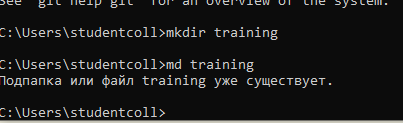 See 'git help git' for an overview of the system.
C:\Users\studentcoll>mkdir training
C:\Users\studentcoll>md training
Подпапка или файл training уже существует.
C:\Users\studentcoll>